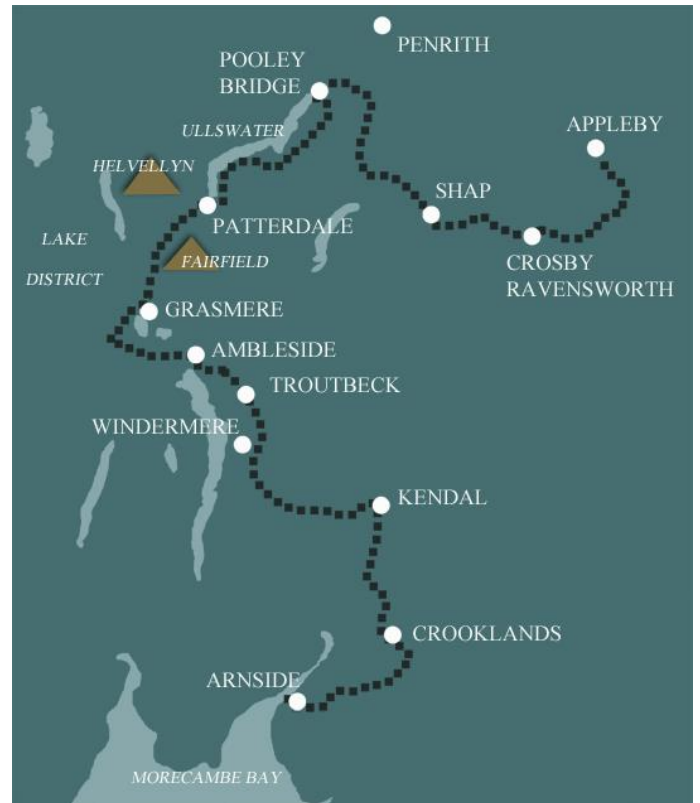 PENRITH
POOLEY
BRIDGE
ULLSWATER
APPLEBY
HELVELLYN
SHAP
PATTERDALE
LAKE
DISTRICT
FAIRFIELD
CROSBY
RAVENSWORTH
GRASMERE
AMBLESIDE
TROUTBECK
WINDERMERE
KENDAL
CROOKLANDS
ARNSIDE
MORECAMBE BAY